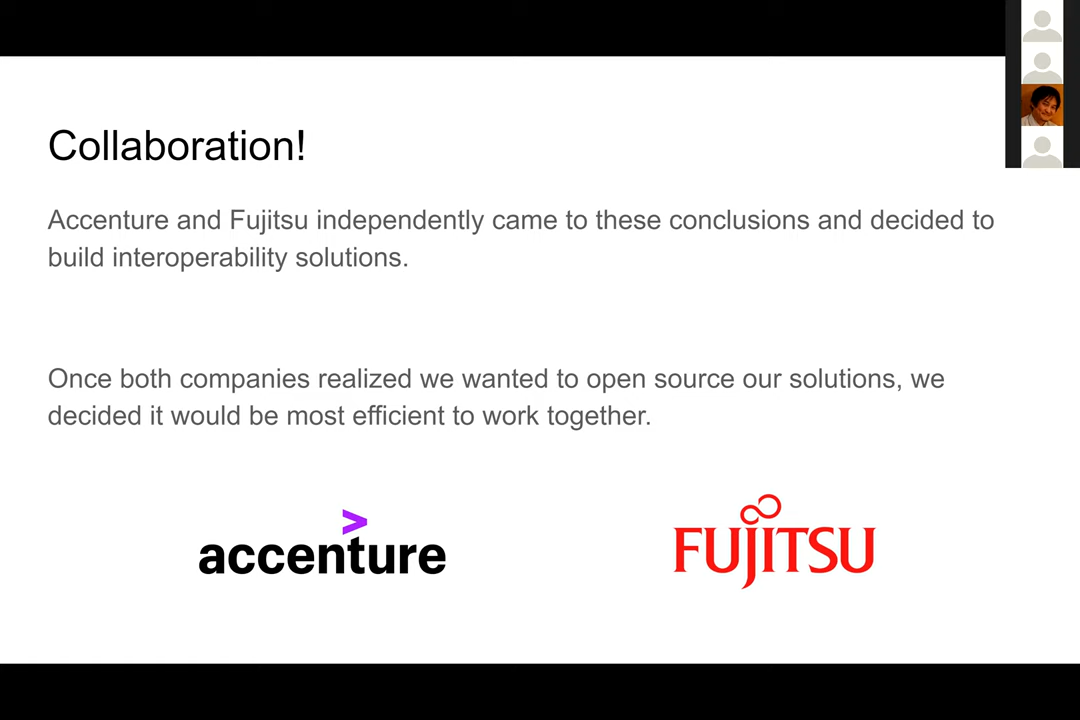 Collaboration!
Accenture and Fujitsu independently came to these conclusions and decided to
build interoperability solutions.
Once both companies realized we wanted to open source our solutions, we
decided it would be most efficient to work together.
accenture
FUJITSU